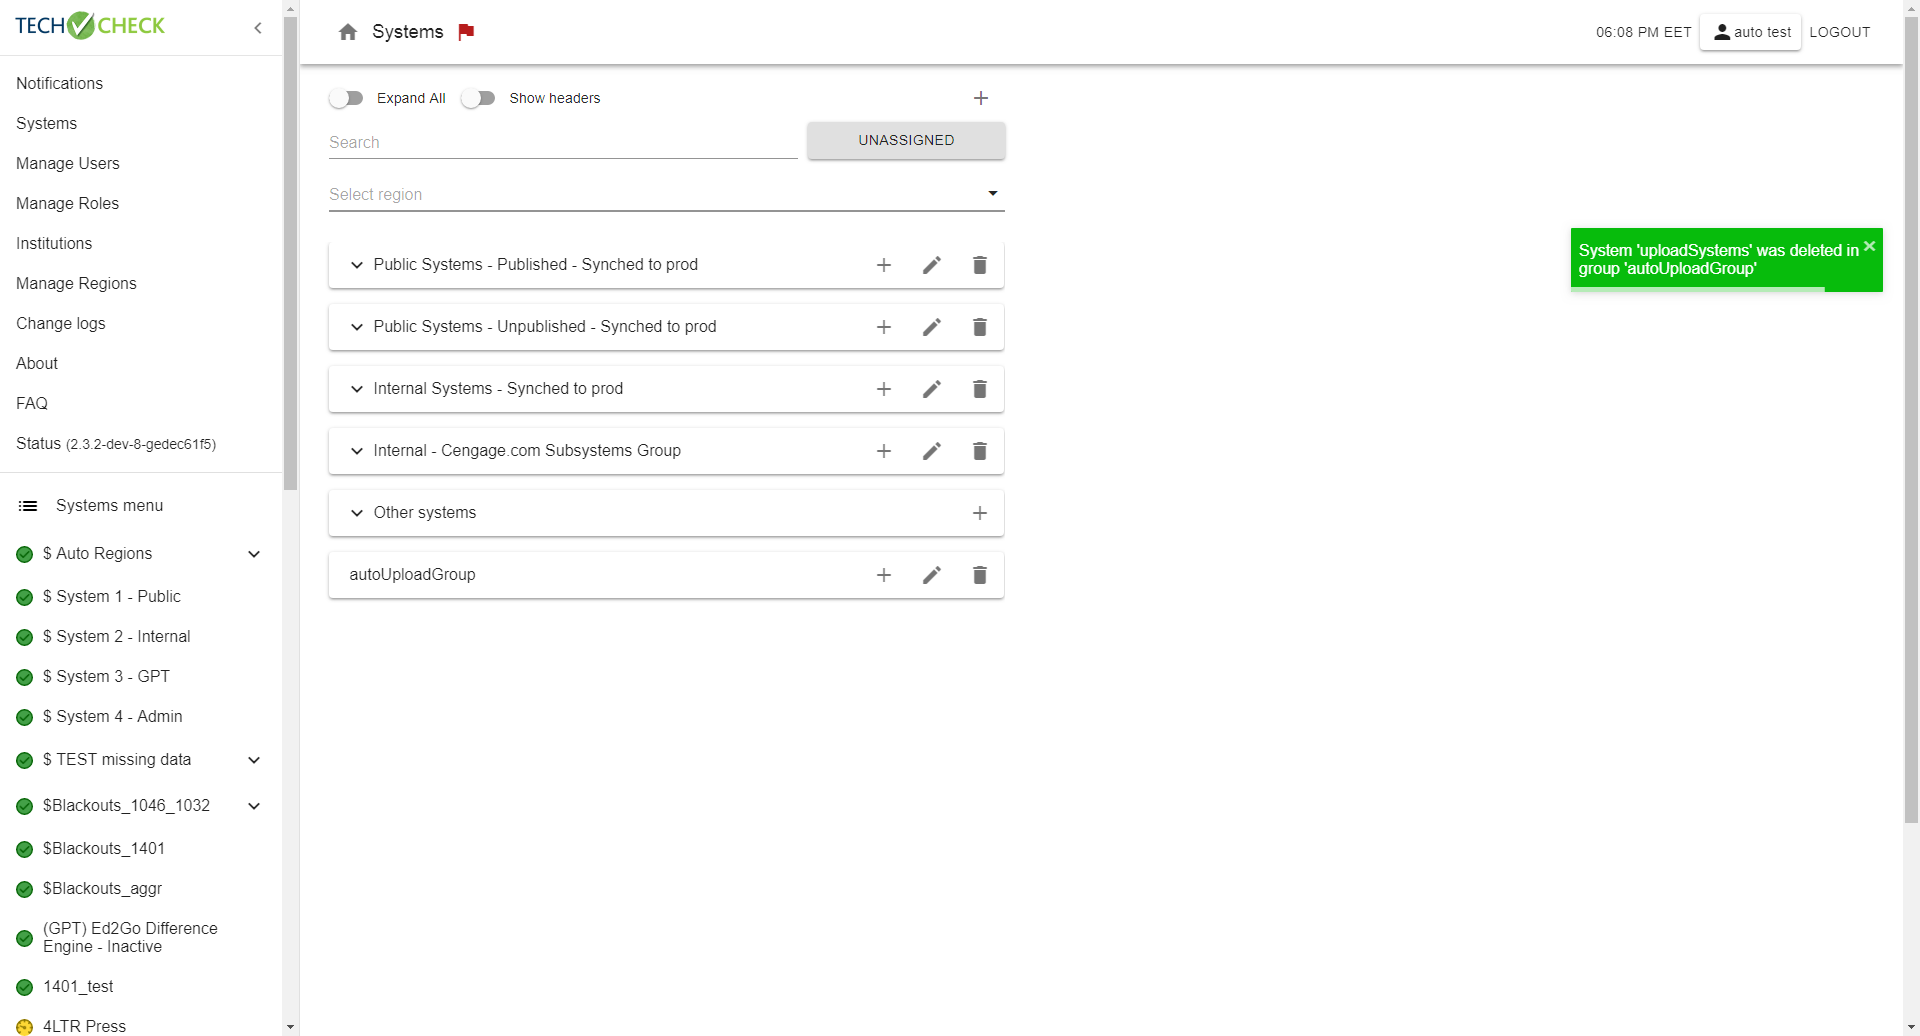 TECH CHECK
Notifications
Systems
Manage Users
Manage Roles
Institutions
Manage Regions
Change logs
About
FAQ
Status (2.3.2-dev-8-gedec61f5)
Systems menu
$ Auto Regions
$ System 1 - Public
$ System 2 - Internal
$ System 3 - GPT
$ System 4 - Admin
$ TEST missing data
$Blackouts_1046_1032
$Blackouts_1401
$Blackouts_aggr
(GPT) Ed2Go Difference
Engine - Inactive
1401_test
4LTR Press
Systems
06:08 PM EET
auto test
LOGOUT
Expand All
Show headers
Search
UNASSIGNED
Select region
Public Systems - Published - Synched to prod
Public Systems - Unpublished - Synched to prod
Internal Systems - Synched to prod
Internal - Cengage.com Subsystems Group
Other systems
autoUploadGroup
System 'uploadSystems' was deleted in
group 'autoUploadGroup'